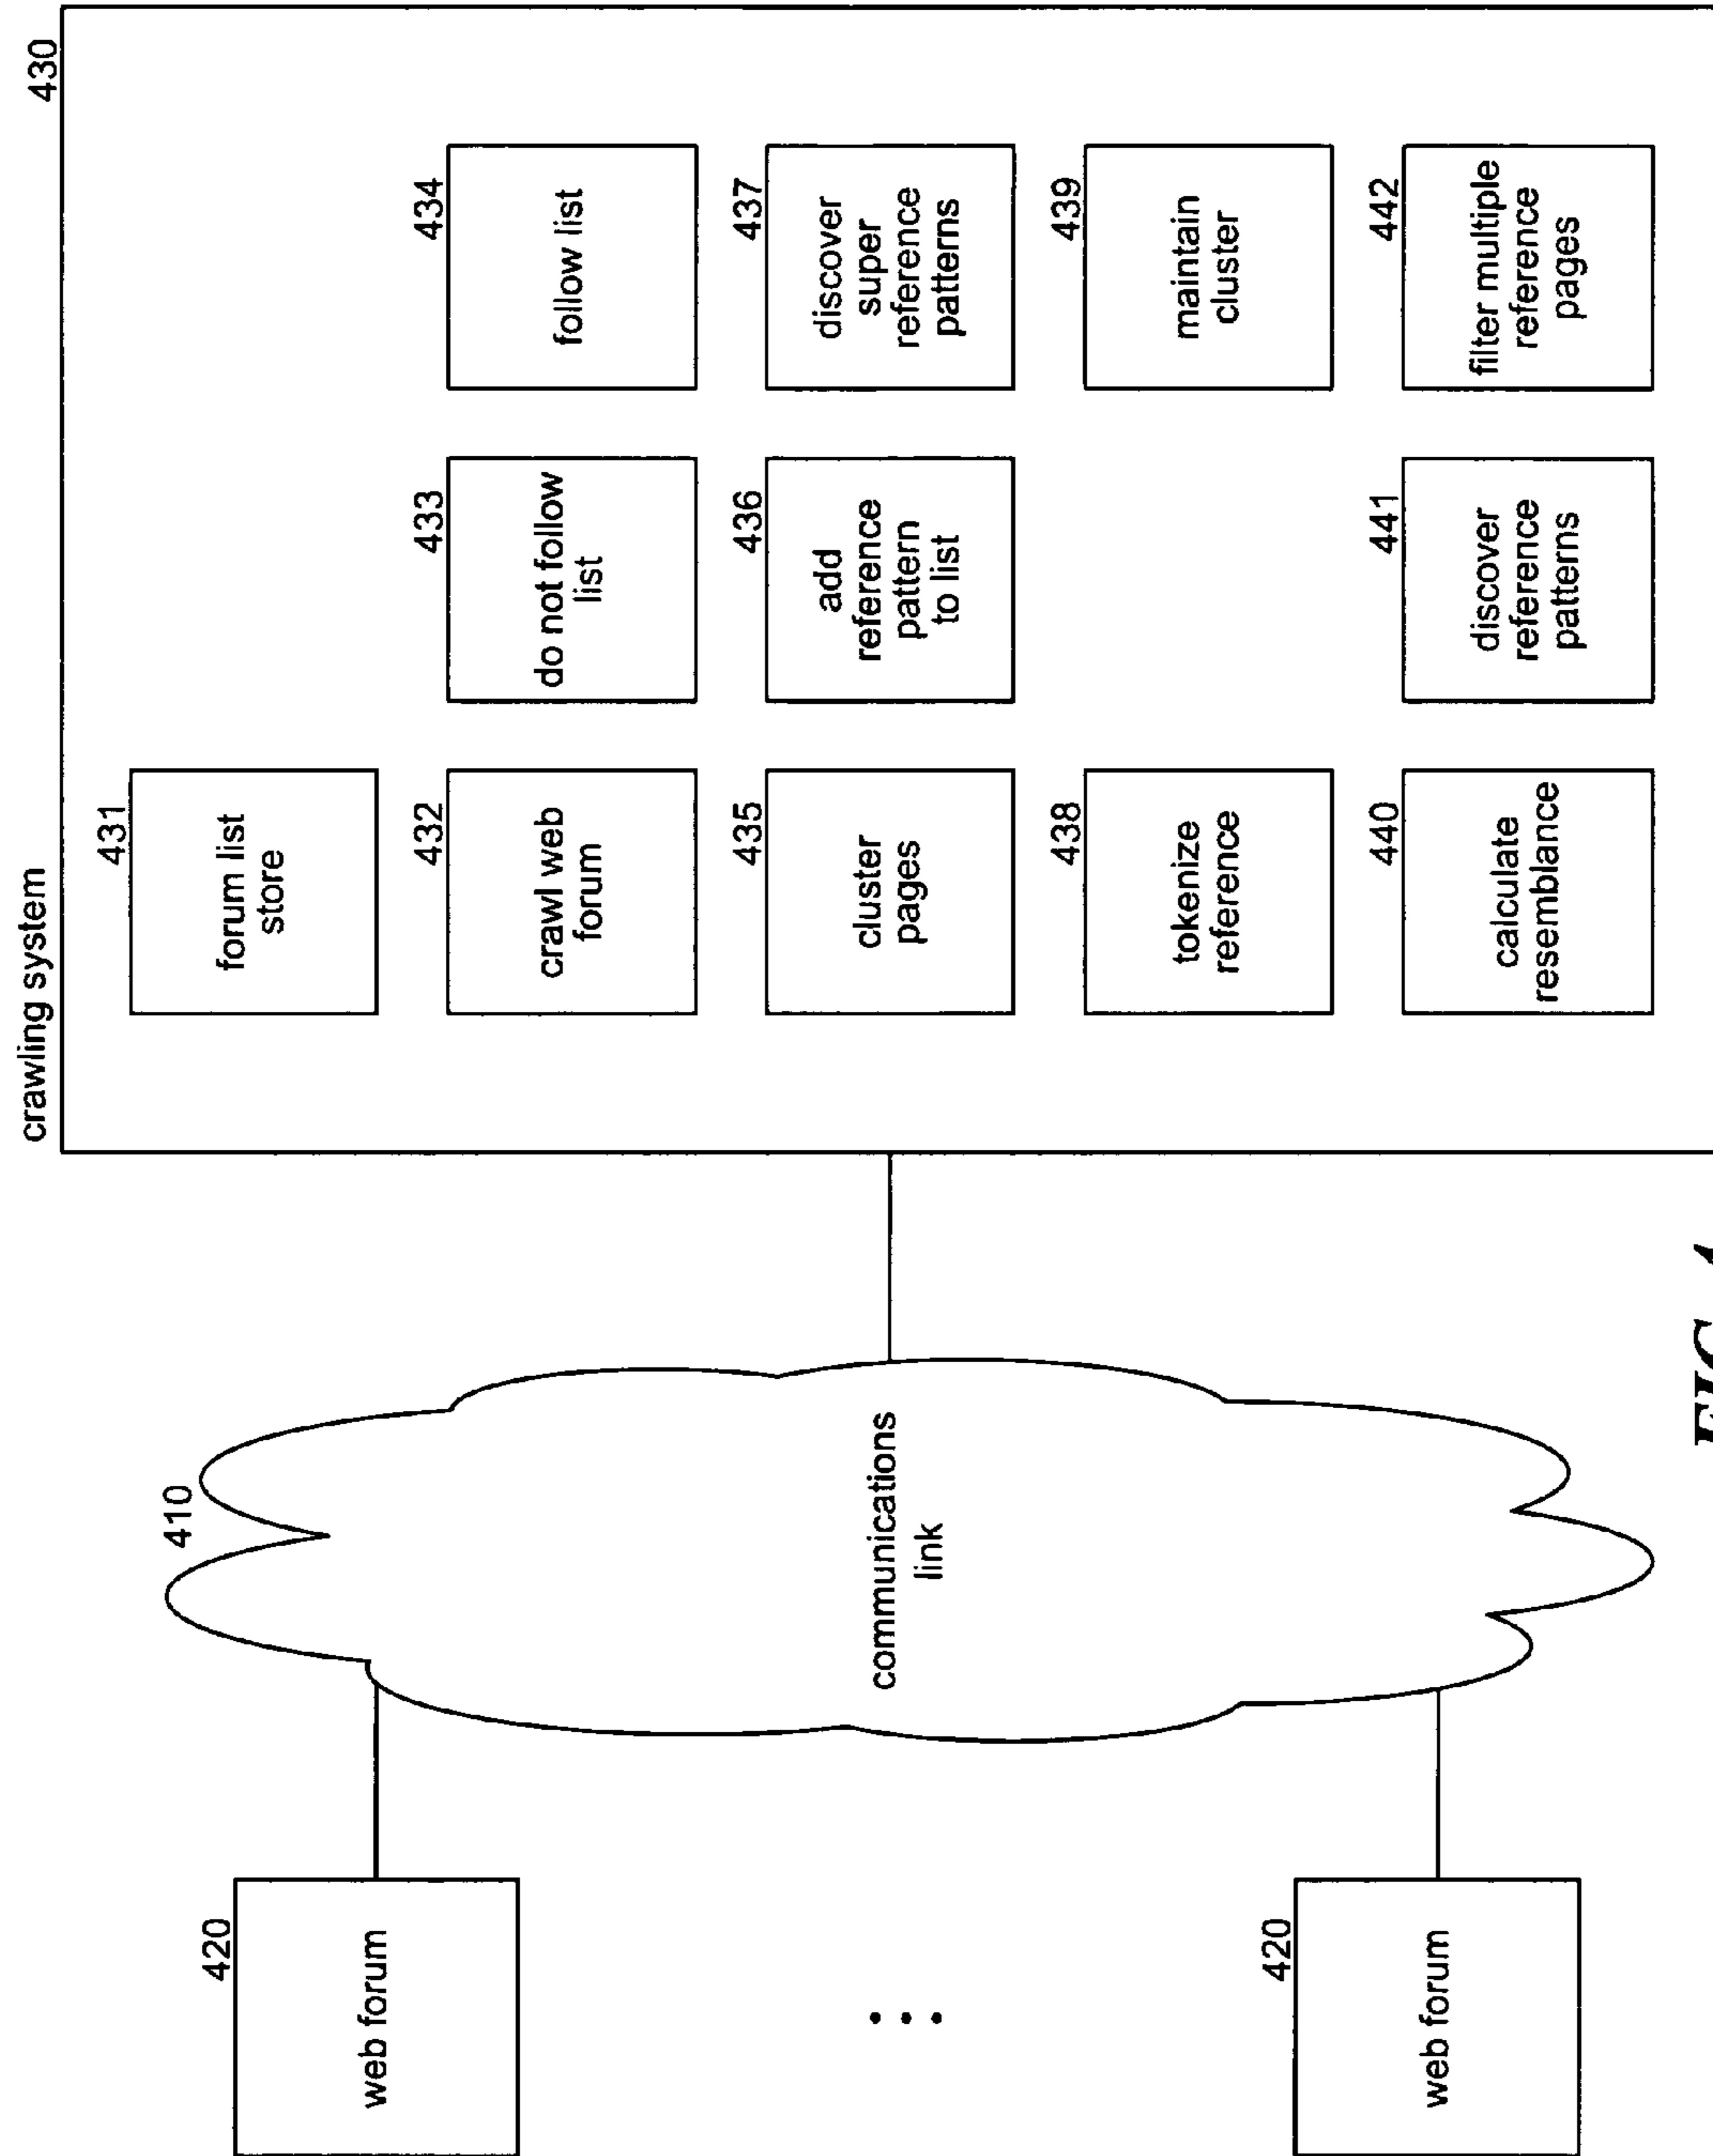 crawling system
430
431
forum list
store
410
420
web forum
432
crawl web
forum
433
do not follow
list
434
follow list
435
cluster
pages
436
add
reference
pattern
to list
437
discover
super
reference
patterns
communications
link
438
tokenize
reference
439
maintain
cluster
420
web forum
440
calculate
resemblance
441
discover
reference
patterns
442
filter multiple
reference
pages
FIG. 4